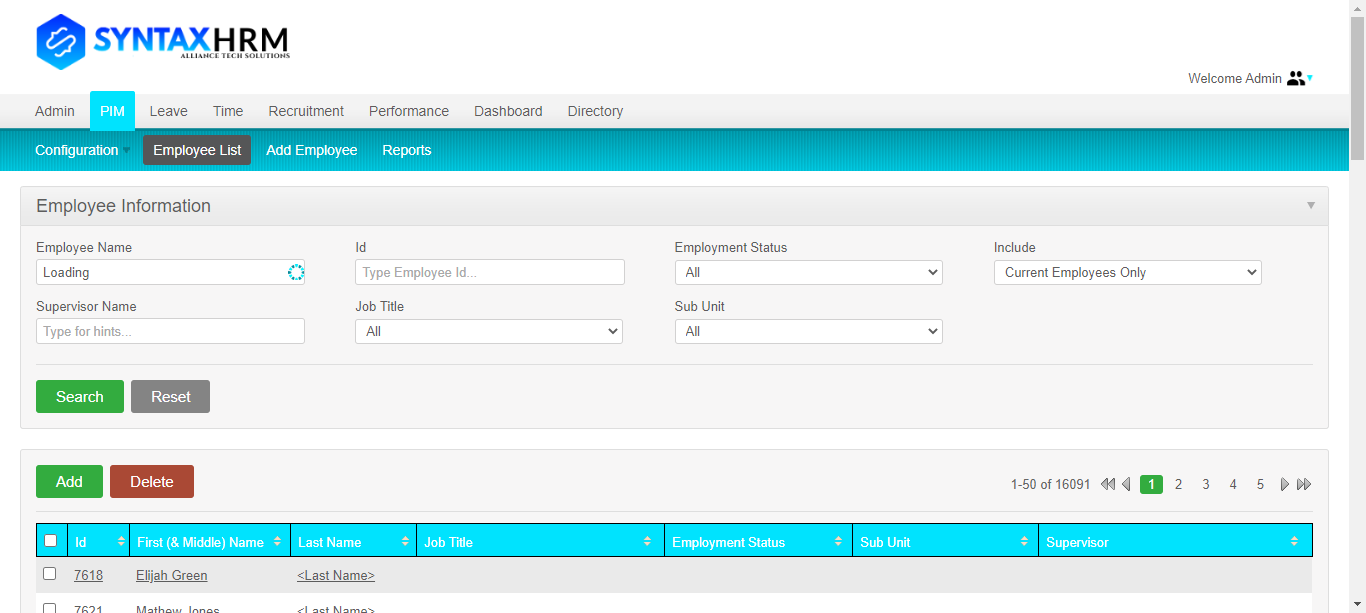 SYNTAXHRM
ALLIANCE TECH SOLUTIONS
Welcome Admin
Admin PIM Leave Time Recruitment Performance Dashboard Directory
Configuration Employee List Add Employee Reports
Employee Information
Employee Name Id Employment Status Include
Loading Type Employee Id... All Current Employees Only
Supervisor Name Job Title Sub Unit
Type for hints... All All
Search Reset
Add Delete 1-50 of 16091 1 2 3 4 5
Id First (& Middle) Name Last Name Job Title Employment Status Sub Unit Supervisor
7618 Elijah Green <Last Name>
7621 Mathew Jones <Last Name>